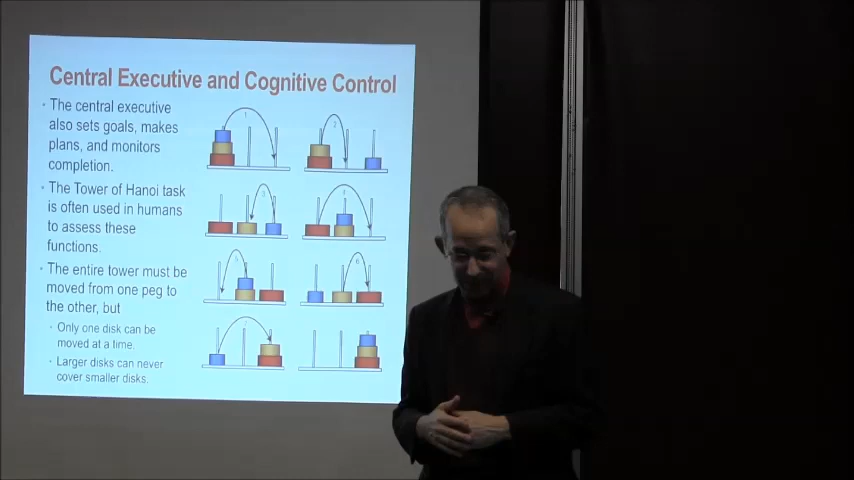 Central Executive and Cognitive Control
• The central executive
also sets goals, makes
plans, and monitors
completion.
• The Tower of Hanoi task
is often used in humans
to assess these
functions.
• The entire tower must be
moved from one peg to
the other, but
• Only one disk can be
moved at a time.
• Larger disks can never
cover smaller disks.
1
2
3